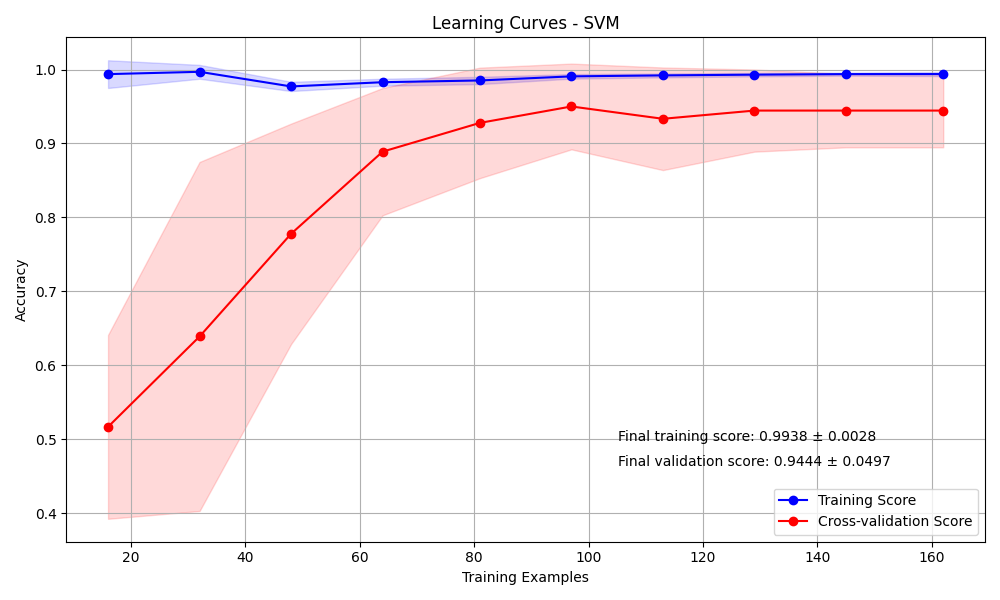 Learning Curves - SVM
1.0
0.9
0.8
0.7
0.6
0.5
0.4
Accuracy
Final training score: 0.9938 ± 0.0028
Final validation score: 0.9444 ± 0.0497
Training Score
Cross-validation Score
20 40 60 80 100 120 140 160
Training Examples